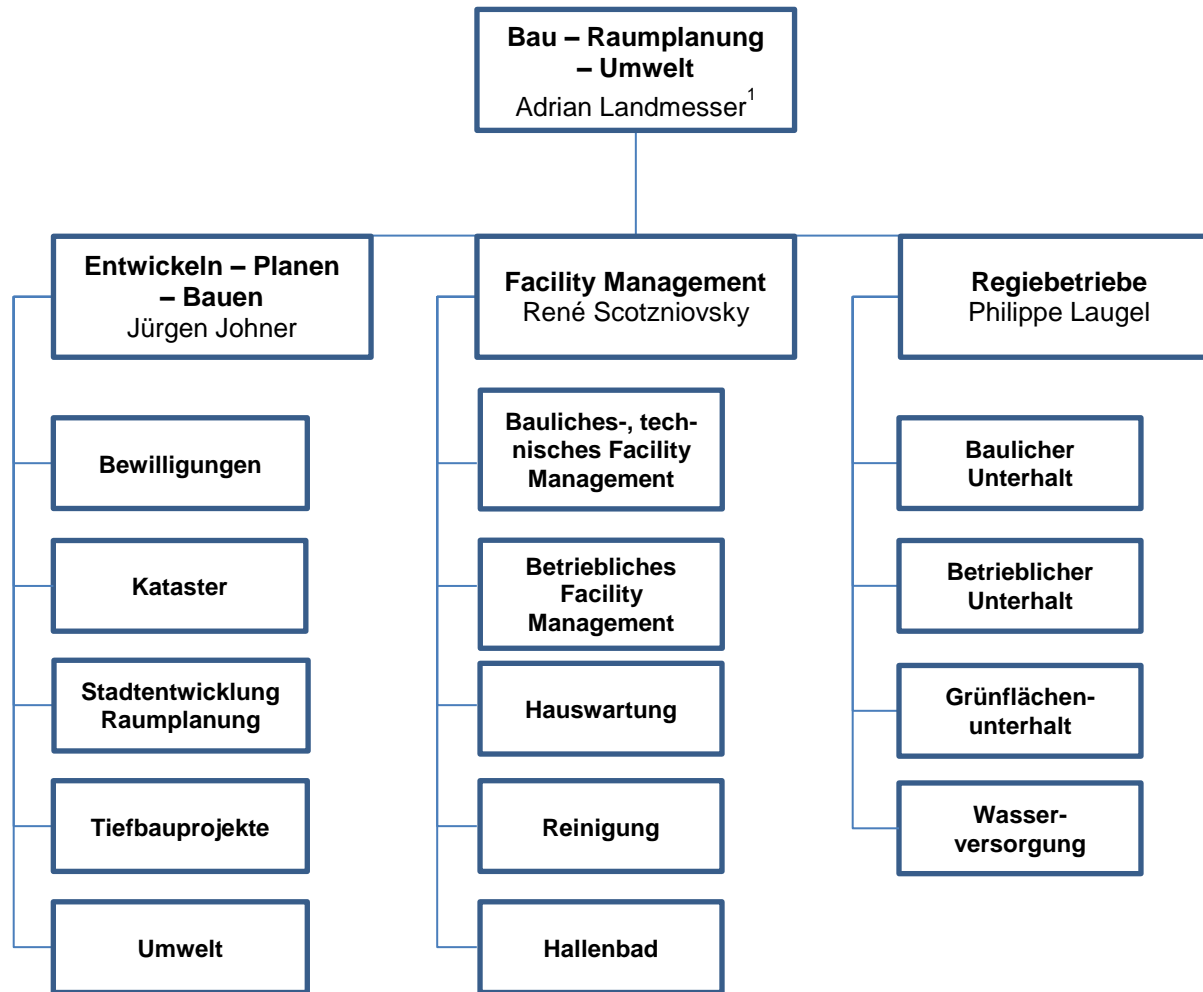 Bau – Raumplanung
– Umwelt
Adrian Landmesser1
Entwickeln – Planen
– Bauen
Jürgen Johner
Facility Management
René Scotzniovsky
Regiebetriebe
Philippe Laugel
Bewilligungen
Kataster
Stadtentwicklung
Raumplanung
Tiefbauprojekte
Umwelt
Bauliches-, tech-
nisches Facility
Management
Betriebliches
Facility
Management
Hauswartung
Reinigung
Hallenbad
Baulicher
Unterhalt
Betrieblicher
Unterhalt
Grünflächen-
unterhalt
Wasser-
versorgung